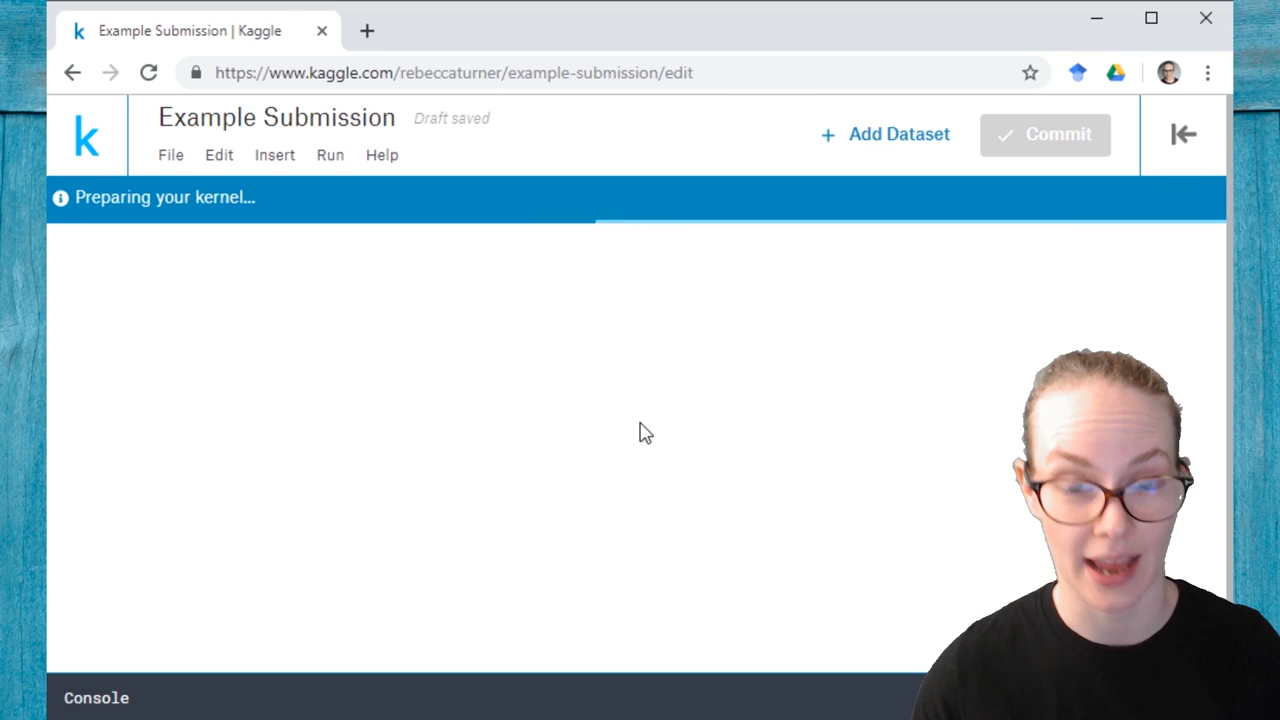 Example Submission | Kaggle
https://www.kaggle.com/rebeccaturner/example-submission/edit
k
Example Submission Draft saved
+ Add Dataset
Commit
File Edit Insert Run Help
Preparing your kernel...
Console